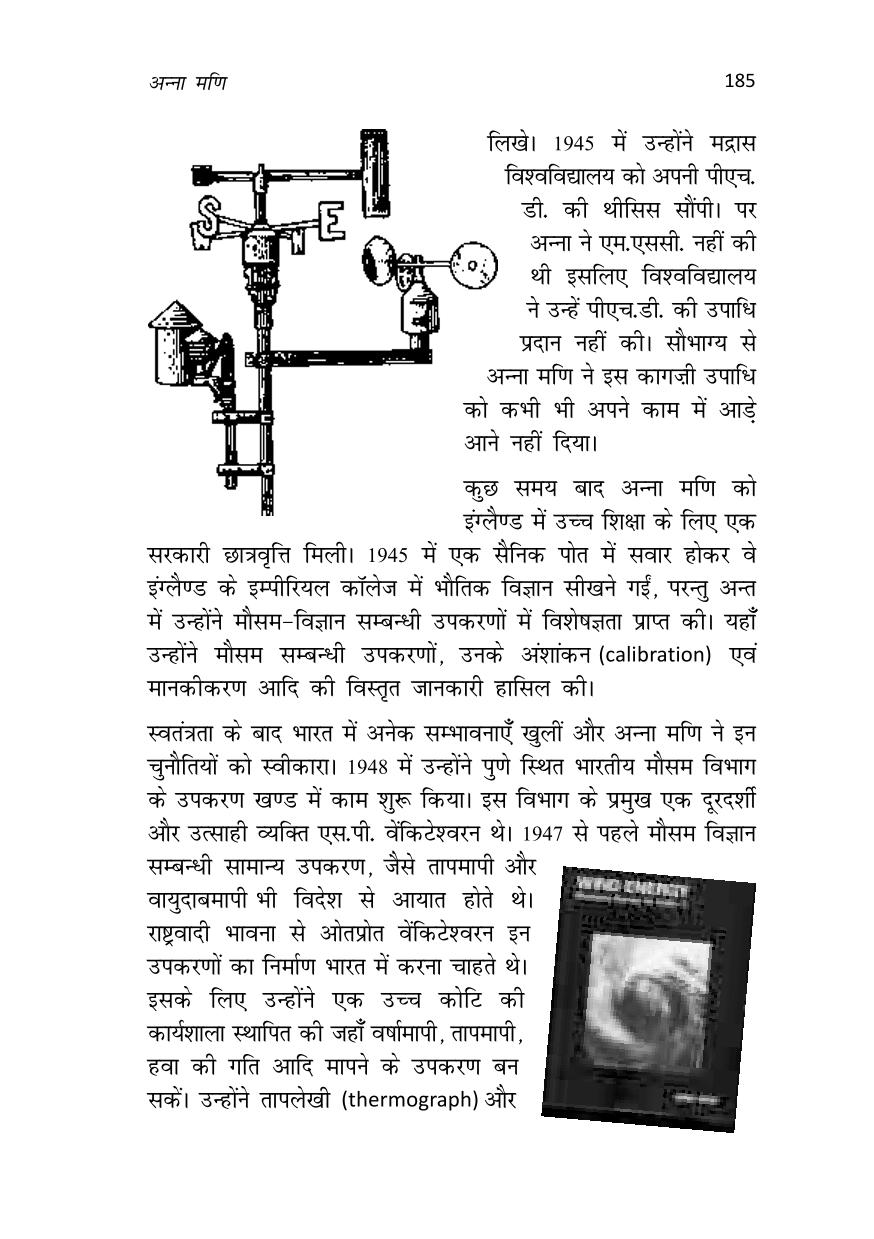 अन्ना मणि 185
लिखे। 1945 में उन्होंने मद्रास
विश्वविद्यालय को अपनी पीएच.
डी. की थीसिस सौंपी। पर
अन्ना ने एम.एससी. नहीं की
थी इसलिए विश्वविद्यालय
ने उन्हें पीएच.डी. की उपाधि
प्रदान नहीं की। सौभाग्य से
अन्ना मणि ने इस कागज़ी उपाधि
को कभी भी अपने काम में आड़े
आने नहीं दिया।
S E
कुछ समय बाद अन्ना मणि को
इंग्लैण्ड में उच्च शिक्षा के लिए एक
सरकारी छात्रवृत्ति मिली। 1945 में एक सैनिक पोत में सवार होकर वे
इंग्लैण्ड के इम्पीरियल कॉलेज में भौतिक विज्ञान सीखने गईं, परन्तु अन्त
में उन्होंने मौसम-विज्ञान सम्बन्धी उपकरणों में विशेषज्ञता प्राप्त की। यहाँ
उन्होंने मौसम सम्बन्धी उपकरणों, उनके अंशांकन (calibration) एवं
मानकीकरण आदि की विस्तृत जानकारी हासिल की।
स्वतंत्रता के बाद भारत में अनेक सम्भावनाएँ खुलीं और अन्ना मणि ने इन
चुनौतियों को स्वीकारा। 1948 में उन्होंने पुणे स्थित भारतीय मौसम विभाग
के उपकरण खण्ड में काम शुरू किया। इस विभाग के प्रमुख एक दूरदर्शी
और उत्साही व्यक्ति एस.पी. वेंकिटेश्वरन थे। 1947 से पहले मौसम विज्ञान
सम्बन्धी सामान्य उपकरण, जैसे तापमापी और
वायुदाबमापी भी विदेश से आयात होते थे।
राष्ट्रवादी भावना से ओतप्रोत वेंकिटेश्वरन इन
उपकरणों का निर्माण भारत में करना चाहते थे।
इसके लिए उन्होंने एक उच्च कोटि की
कार्यशाला स्थापित की जहाँ वर्षामापी, तापमापी,
हवा की गति आदि मापने के उपकरण बन
सकें। उन्होंने तापलेखी (thermograph) और
WIND ENERGY